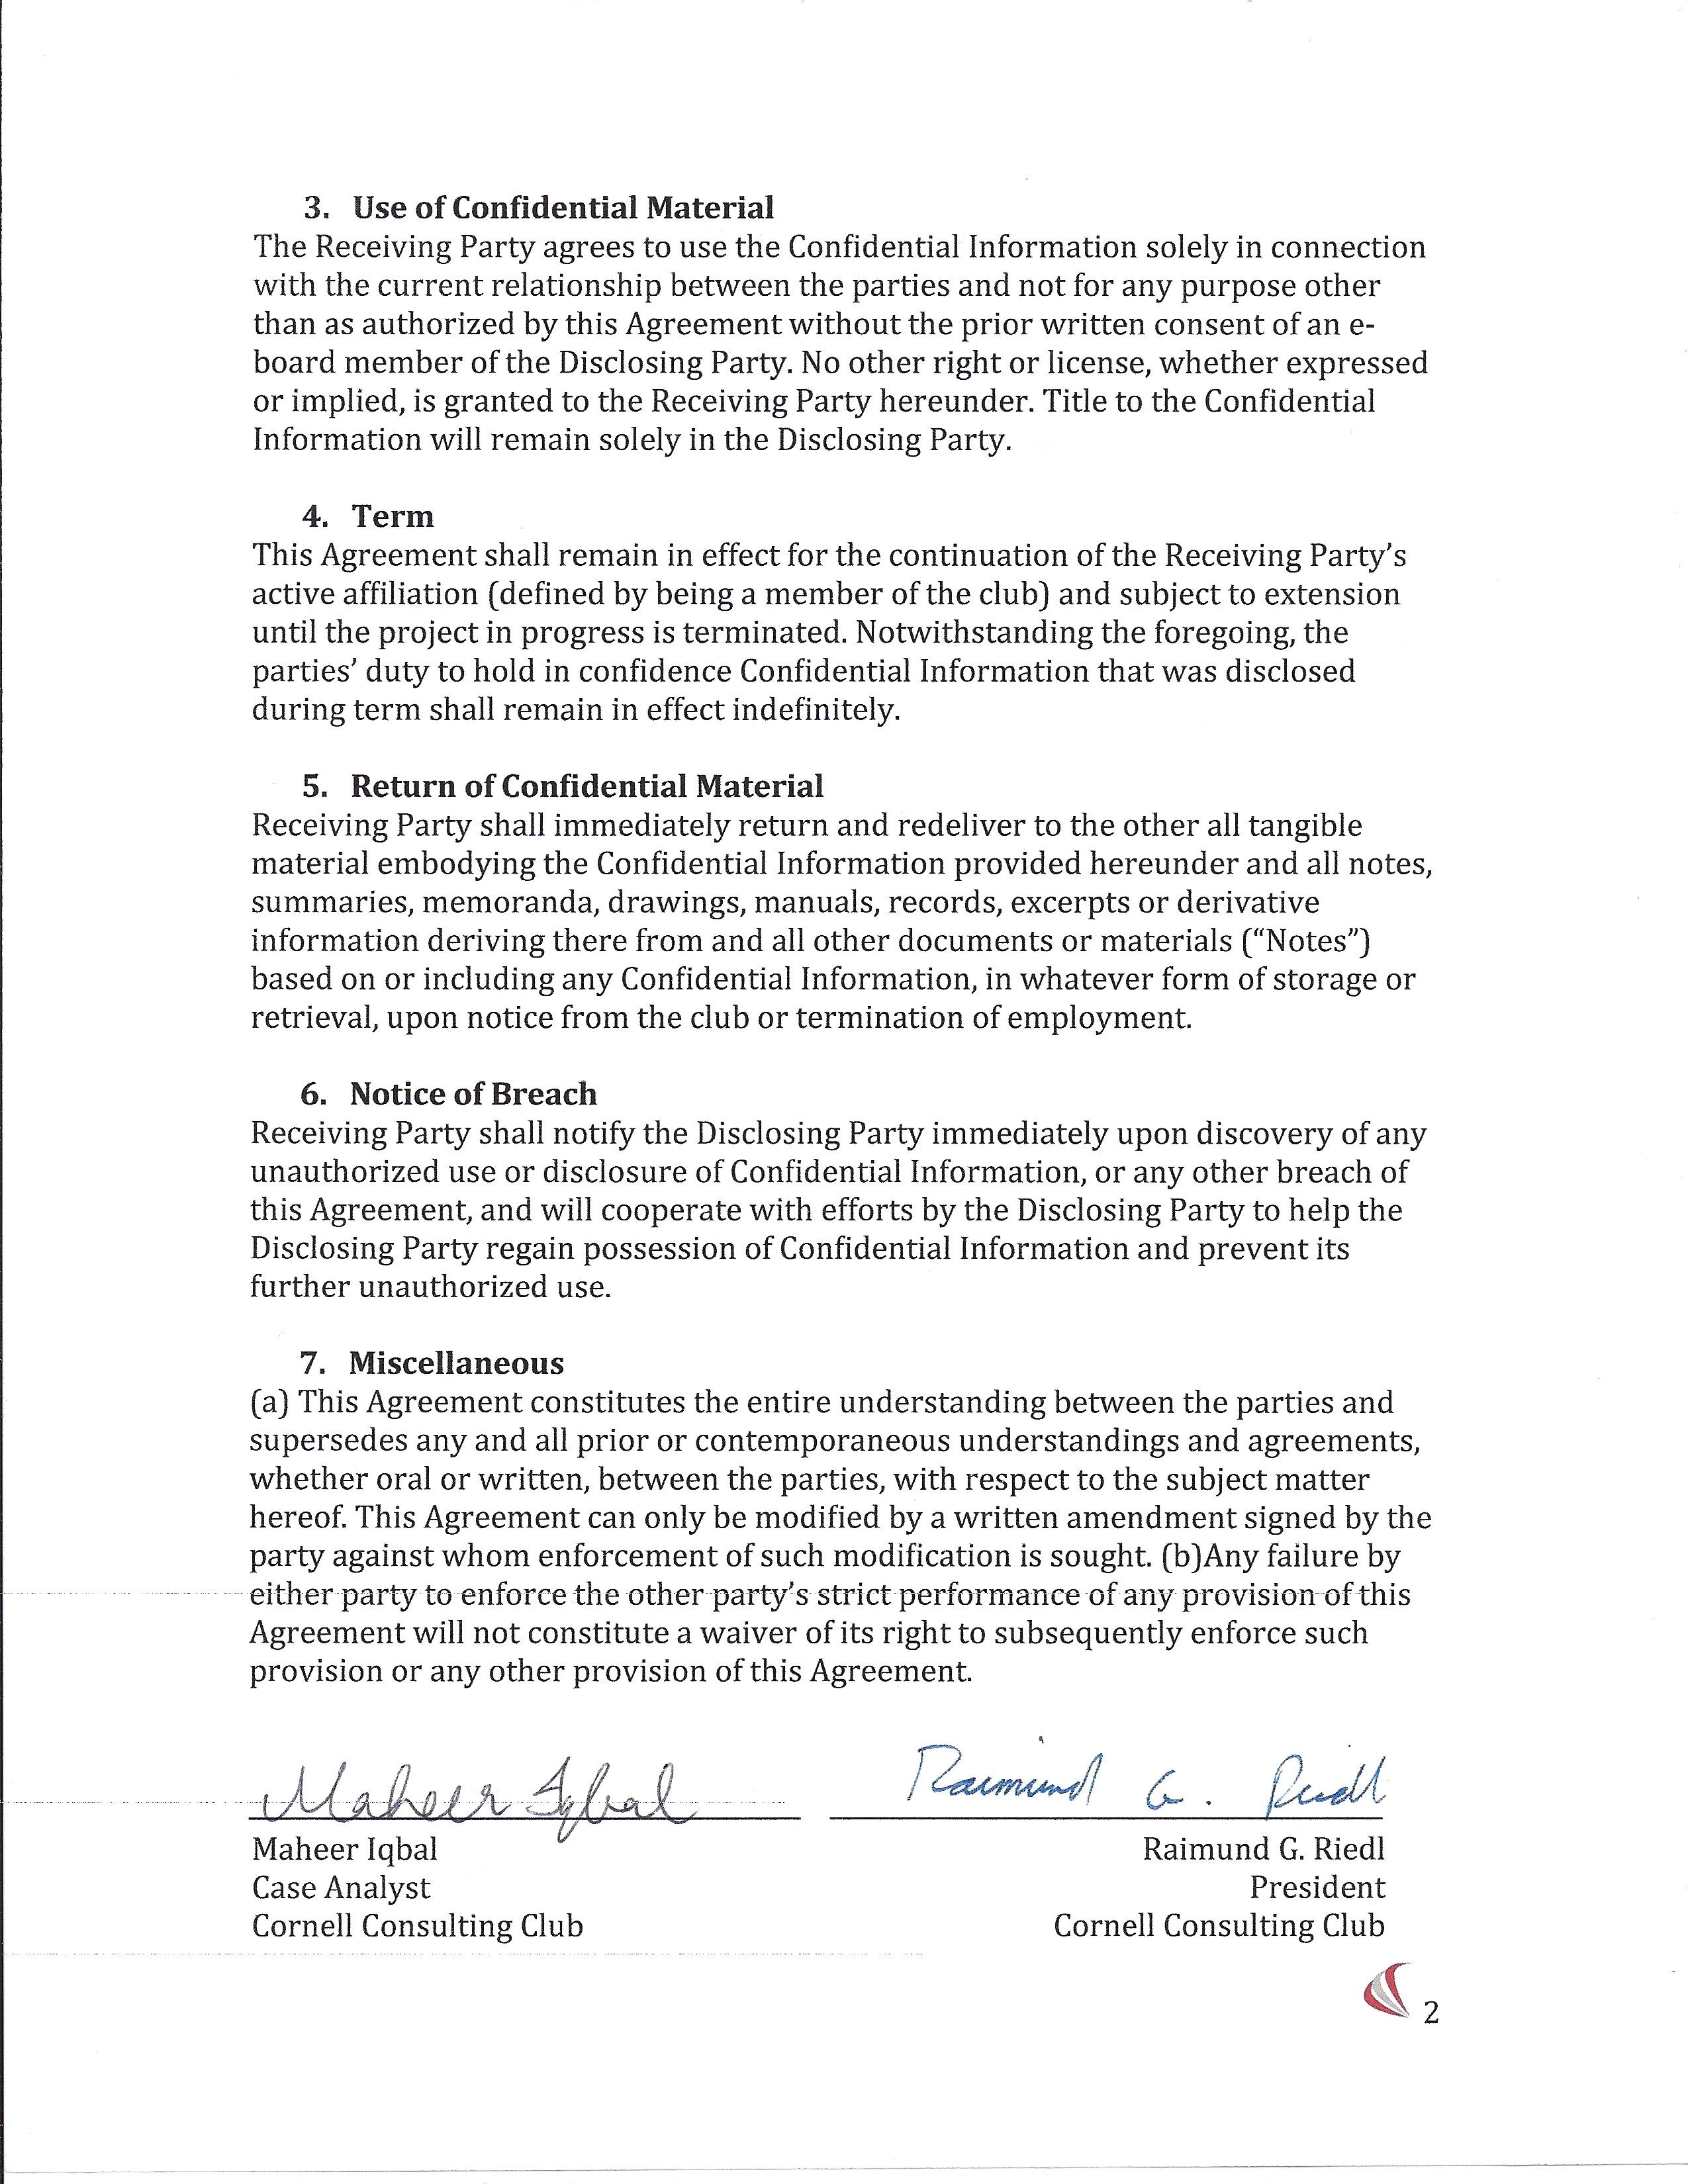 3. Use of Confidential Material
The Receiving Party agrees to use the Confidential Information solely in connection
with the current relationship between the parties and not for any purpose other
than as authorized by this Agreement without the prior written consent of an e-
board member of the Disclosing Party. No other right or license, whether expressed
or implied, is granted to the Receiving Party hereunder. Title to the Confidential
Information will remain solely in the Disclosing Party.
4. Term
This Agreement shall remain in effect for the continuation of the Receiving Party's
active affiliation (defined by being a member of the club) and subject to extension
until the project in progress is terminated. Notwithstanding the foregoing, the
parties' duty to hold in confidence Confidential Information that was disclosed
during term shall remain in effect indefinitely.
5. Return of Confidential Material
Receiving Party shall immediately return and redeliver to the other all tangible
material embodying the Confidential Information provided hereunder and all notes,
summaries, memoranda, drawings, manuals, records, excerpts or derivative
information deriving there from and all other documents or materials ("Notes")
based on or including any Confidential Information, in whatever form of storage or
retrieval, upon notice from the club or termination of employment.
6. Notice of Breach
Receiving Party shall notify the Disclosing Party immediately upon discovery of any
unauthorized use or disclosure of Confidential Information, or any other breach of
this Agreement, and will cooperate with efforts by the Disclosing Party to help the
Disclosing Party regain possession of Confidential Information and prevent its
further unauthorized use.
7. Miscellaneous
(a) This Agreement constitutes the entire understanding between the parties and
supersedes any and all prior or contemporaneous understandings and agreements,
whether oral or written, between the parties, with respect to the subject matter
hereof. This Agreement can only be modified by a written amendment signed by the
party against whom enforcement of such modification is sought. (b)Any failure by
either party to enforce the other party's strict performance of any provision of this
Agreement will not constitute a waiver of its right to subsequently enforce such
provision or any other provision of this Agreement.
Maheer Iqbal Raimund G. Riedl
Maheer Iqbal Raimund G. Riedl
Case Analyst President
Cornell Consulting Club Cornell Consulting Club
2